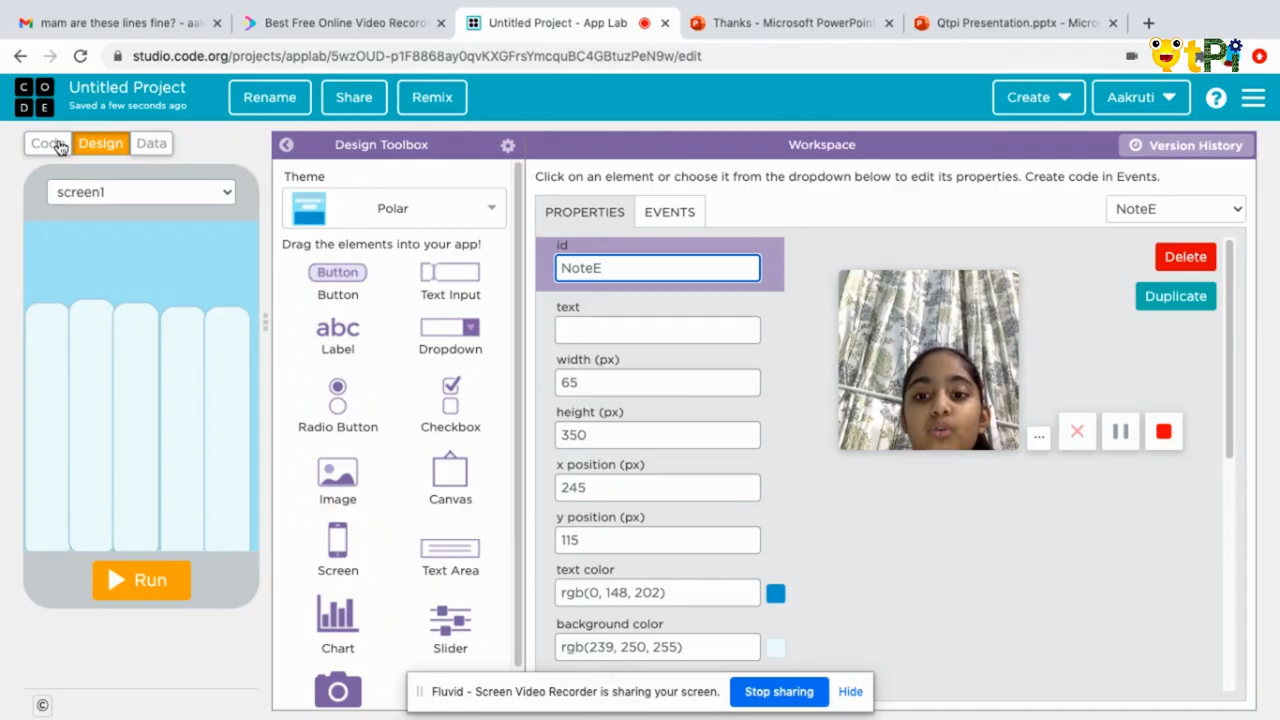 mam are these lines fine? - aak
Best Free Online Video Record
Untitled Project - App Lab
Thanks - Microsoft PowerPoint
Qtpi Presentation.pptx - Micro
studio.code.org/projects/applab/
tPi
CODE
Untitled Project
Saved a few seconds ago
Rename
Share
Remix
Create
Aakruti
?
Code
Design
Data
Design Toolbox
Workspace
Version History
screen1
Theme
Polar
Drag the elements into your app!
Button
Button
Text Input
abc
Label
Dropdown
Radio Button
Checkbox
Image
Canvas
Screen
Text Area
Chart
Slider
Run
Click on an element or choose it from the dropdown below to edit its properties. Create code in Events.
PROPERTIES
EVENTS
NoteE
id
NoteE
Delete
Duplicate
text
width (px)
65
height (px)
350
x position (px)
245
y position (px)
115
text color
rgb(0, 148, 202)
background color
rgb(239, 250, 255)
...
Fluvid - Screen Video Recorder is sharing your screen.
Stop sharing
Hide
©